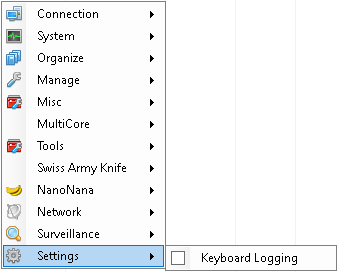 Connection
System
Organize
Manage
Misc
MultiCore
Tools
Swiss Army Knife
NanoNana
Network
Surveillance
Settings
Keyboard Logging